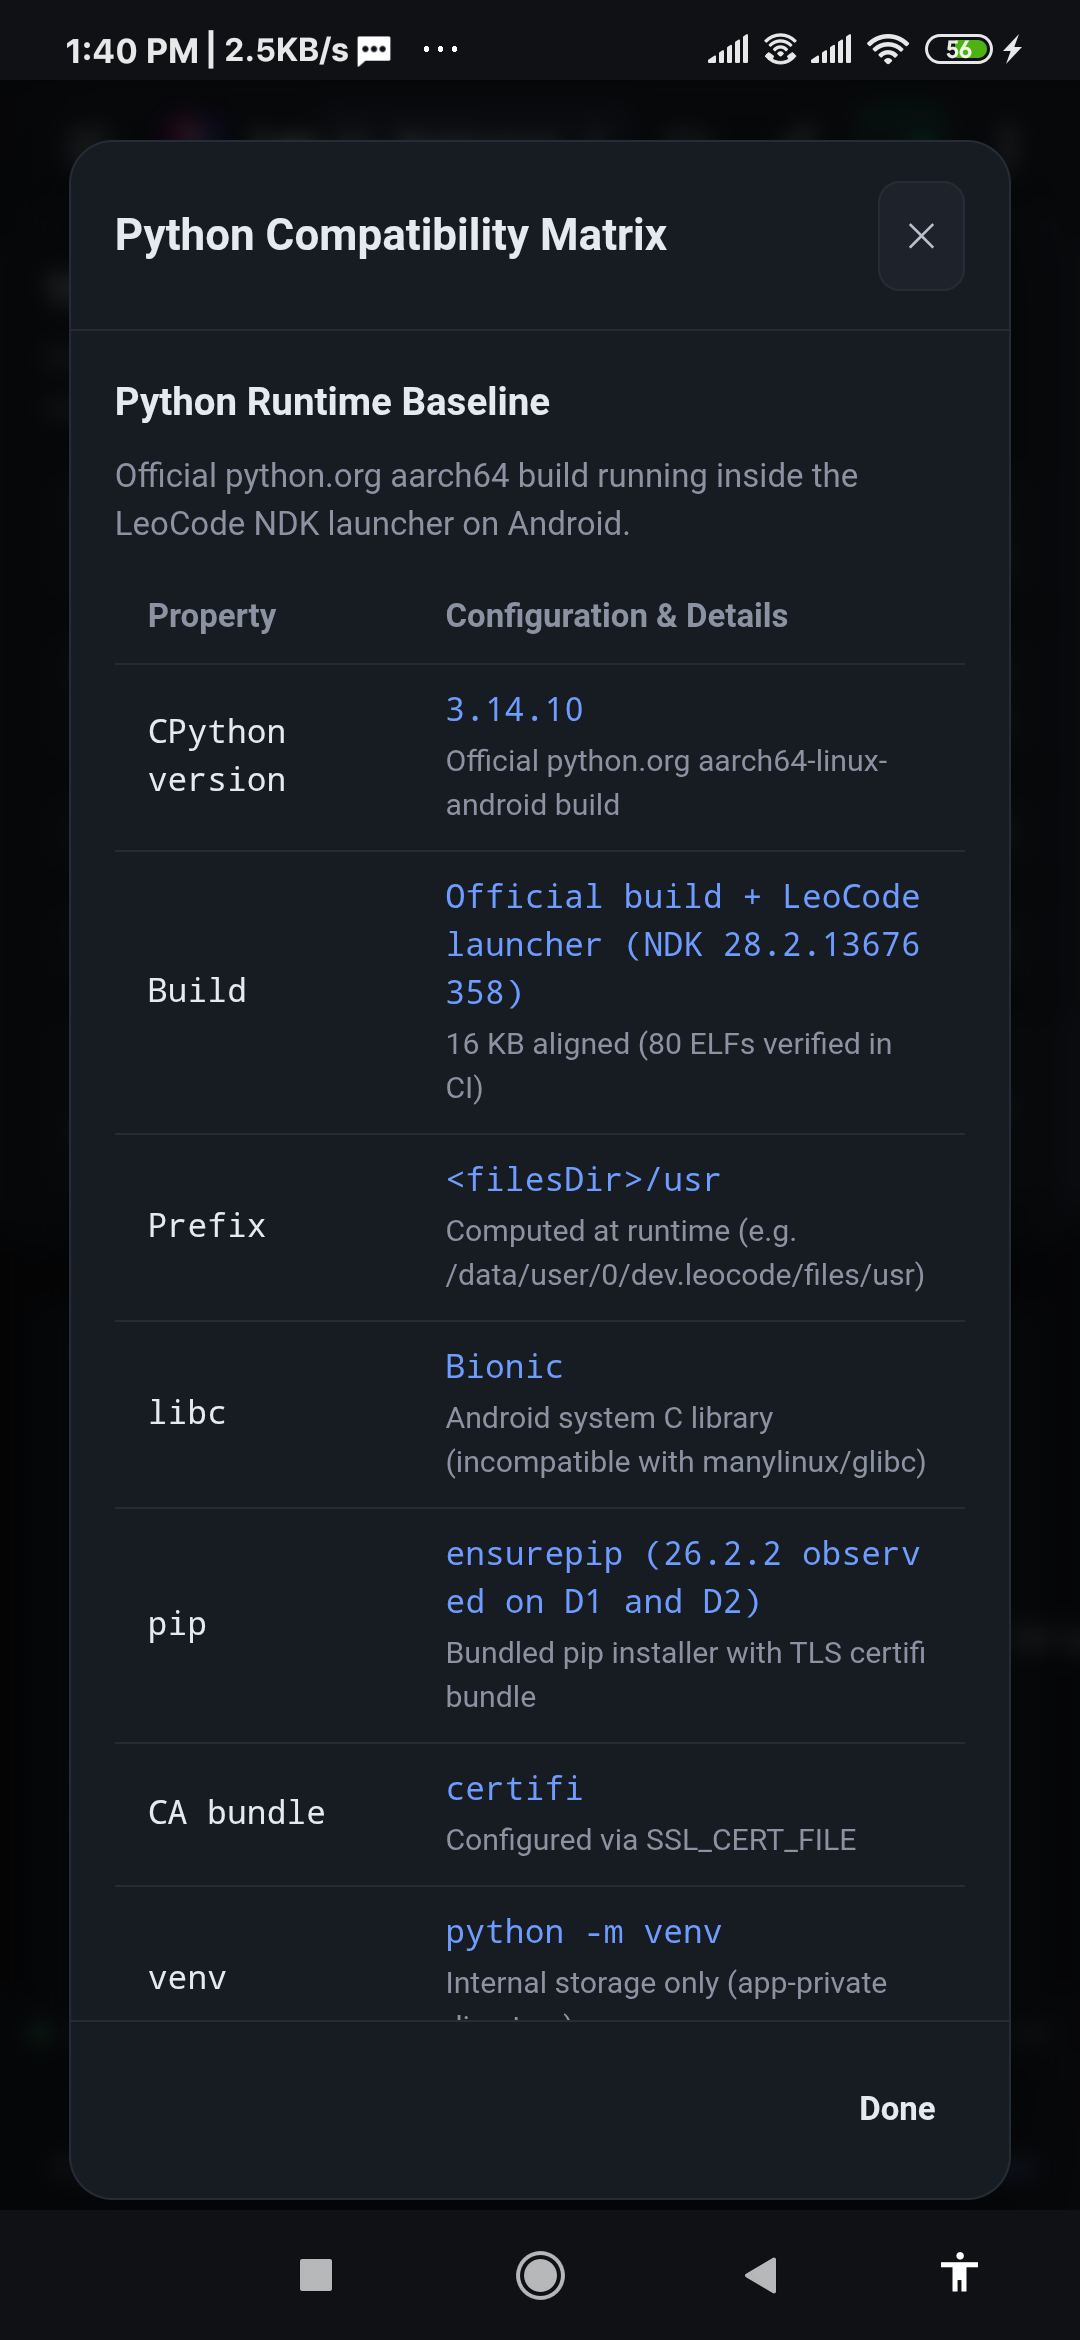 1:40 PM | 2.5KB/s
56
Python Compatibility Matrix
Python Runtime Baseline
Official python.org aarch64 build running inside the
LeoCode NDK launcher on Android.
Property Configuration & Details
CPython
version
3.14.10
Official python.org aarch64-linux-
android build
Build
Official build + LeoCode
launcher (NDK 28.2.13676
358)
16 KB aligned (80 ELFs verified in
CI)
Prefix
<filesDir>/usr
Computed at runtime (e.g.
/data/user/0/dev.leocode/files/usr)
libc
Bionic
Android system C library
(incompatible with manylinux/glibc)
pip
ensurepip (26.2.2 observ
ed on D1 and D2)
Bundled pip installer with TLS certifi
bundle
CA bundle
certifi
Configured via SSL_CERT_FILE
venv
python -m venv
Internal storage only (app-private
Done